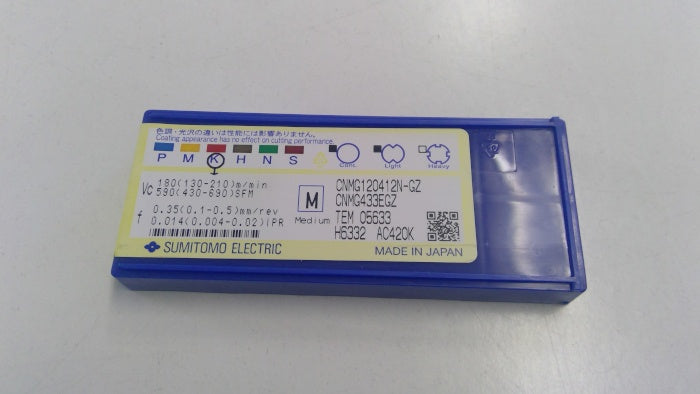 色調・光沢の違いは性能には影響ありません。
Coating appearance has no effect on cutting performance.
P M K H N S
Cont. Light Heavy
Vc 180(130-210)m/min
590(430-690)SFM
f 0.35(0.1-0.5)mm/rev
0.014(0.004-0.02)IPR
M
Medium
CNMG120412N-GZ
CNMG433EGZ
TEM 05633
H6332 AC420K
SUMITOMO ELECTRIC
MADE IN JAPAN